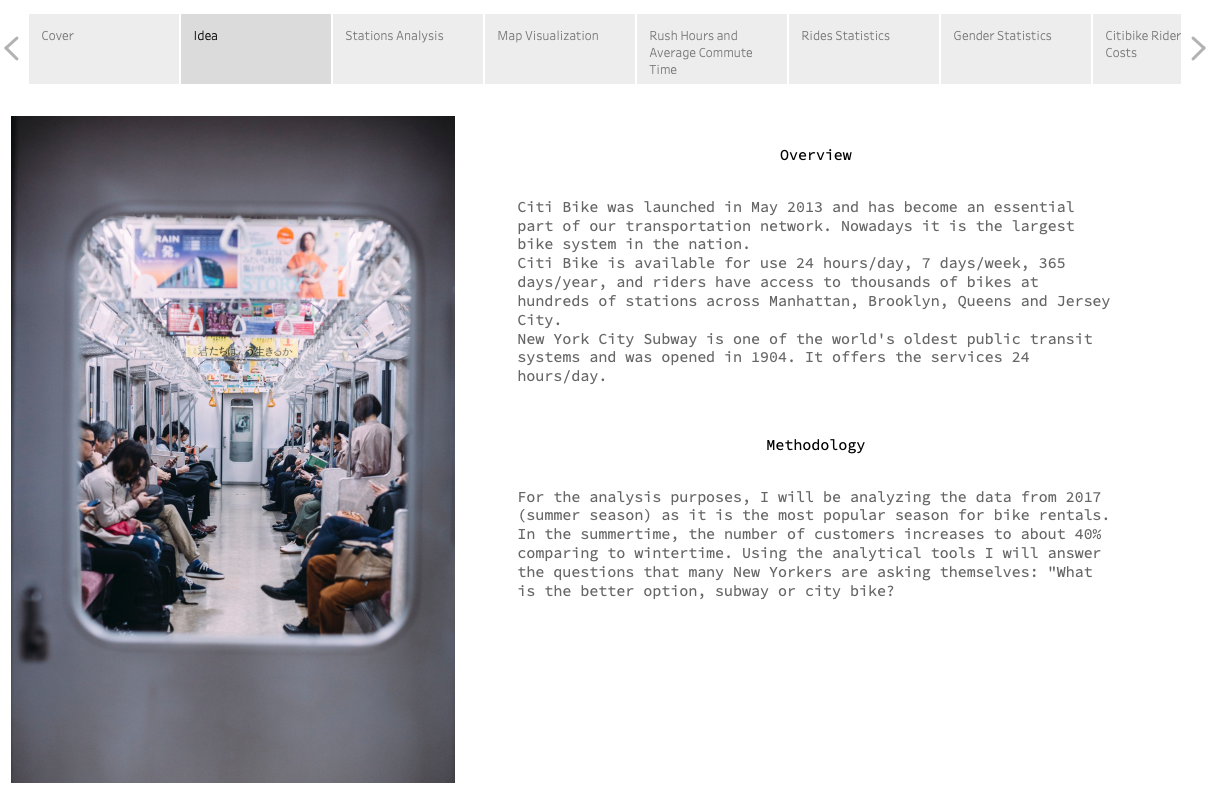 Cover
Idea
Stations Analysis
Map Visualization
Rush Hours and
Average Commute
Time
Rides Statistics
Gender Statistics
Citibike Rider
Costs
Overview
Citi Bike was launched in May 2013 and has become an essential
part of our transportation network. Nowadays it is the largest
bike system in the nation.
Citi Bike is available for use 24 hours/day, 7 days/week, 365
days/year, and riders have access to thousands of bikes at
hundreds of stations across Manhattan, Brooklyn, Queens and Jersey
City.
New York City Subway is one of the world's oldest public transit
systems and was opened in 1904. It offers the services 24
hours/day.
Methodology
For the analysis purposes, I will be analyzing the data from 2017
(summer season) as it is the most popular season for bike rentals.
In the summertime, the number of customers increases to about 40%
comparing to wintertime. Using the analytical tools I will answer
the questions that many New Yorkers are asking themselves: "What
is the better option, subway or city bike?